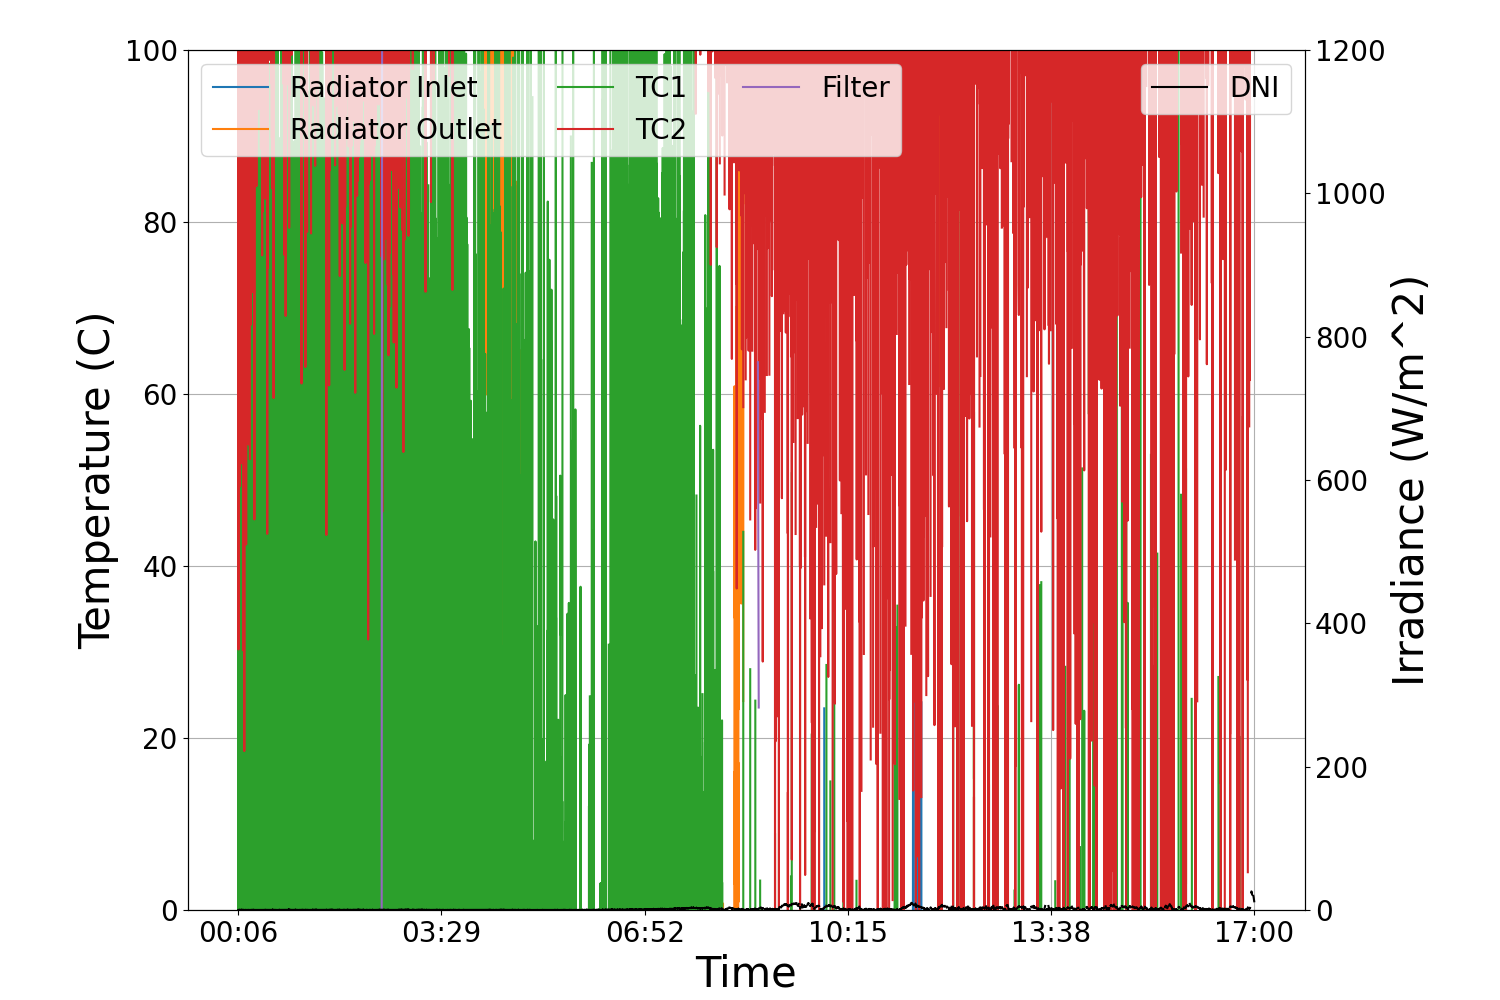 100
80
60
40
20
0
Temperature (C)
Radiator Inlet
Radiator Outlet
TC1
TC2
Filter
DNI
1200
1000
800
600
400
200
0
Irradiance (W/m^2)
00:06
03:29
06:52
10:15
13:38
17:00
Time